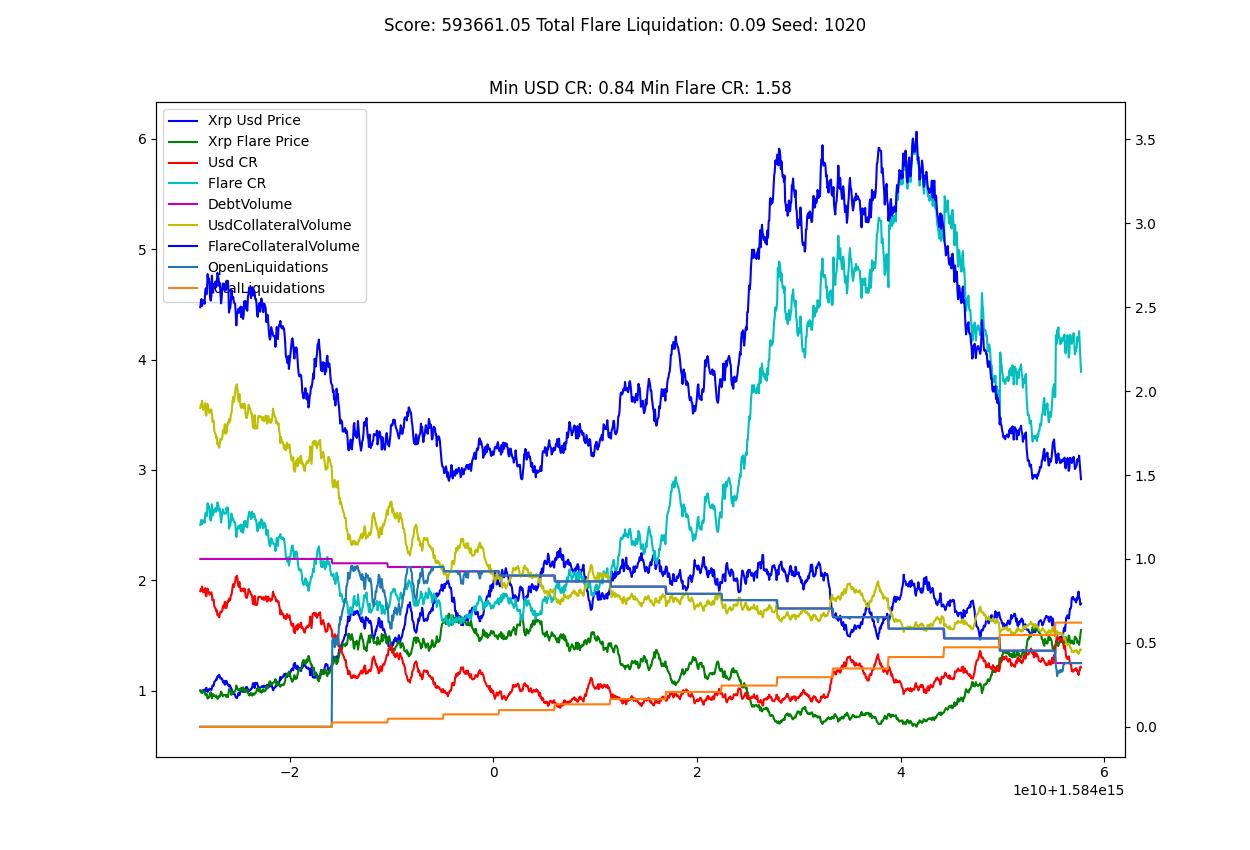 Score: 593661.05 Total Flare Liquidation: 0.09 Seed: 1020
Min USD CR: 0.84 Min Flare CR: 1.58
Xrp Usd Price
Xrp Flare Price
Usd CR
Flare CR
DebtVolume
UsdCollateralVolume
FlareCollateralVolume
OpenLiquidations
TotalLiquidations
6
5
4
3
2
1
3.5
3.0
2.5
2.0
1.5
1.0
0.5
0.0
−2
0
2
4
6
1e10+1.584e15